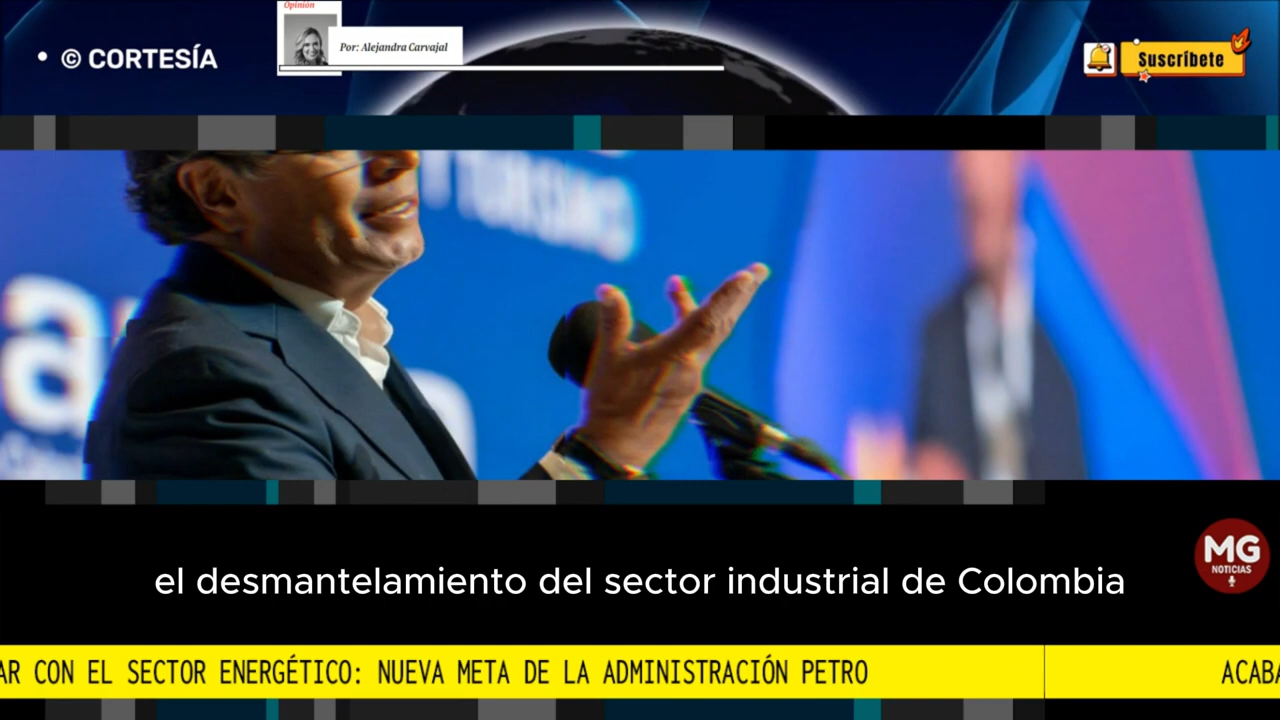 Opinión
Por: Alejandra Carvajal
• © CORTESÍA
Suscríbete
a
el desmantelamiento del sector industrial de Colombia
MG
NOTICIAS
AR CON EL SECTOR ENERGÉTICO: NUEVA META DE LA ADMINISTRACIÓN PETRO
ACABA